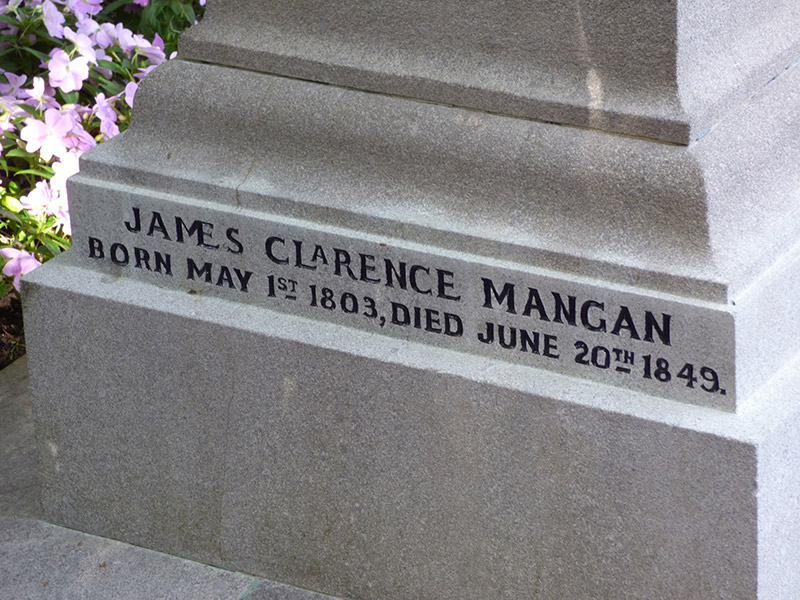 JAMES CLARENCE MANGAN
BORN MAY 1ST 1803, DIED JUNE 20TH 1849.